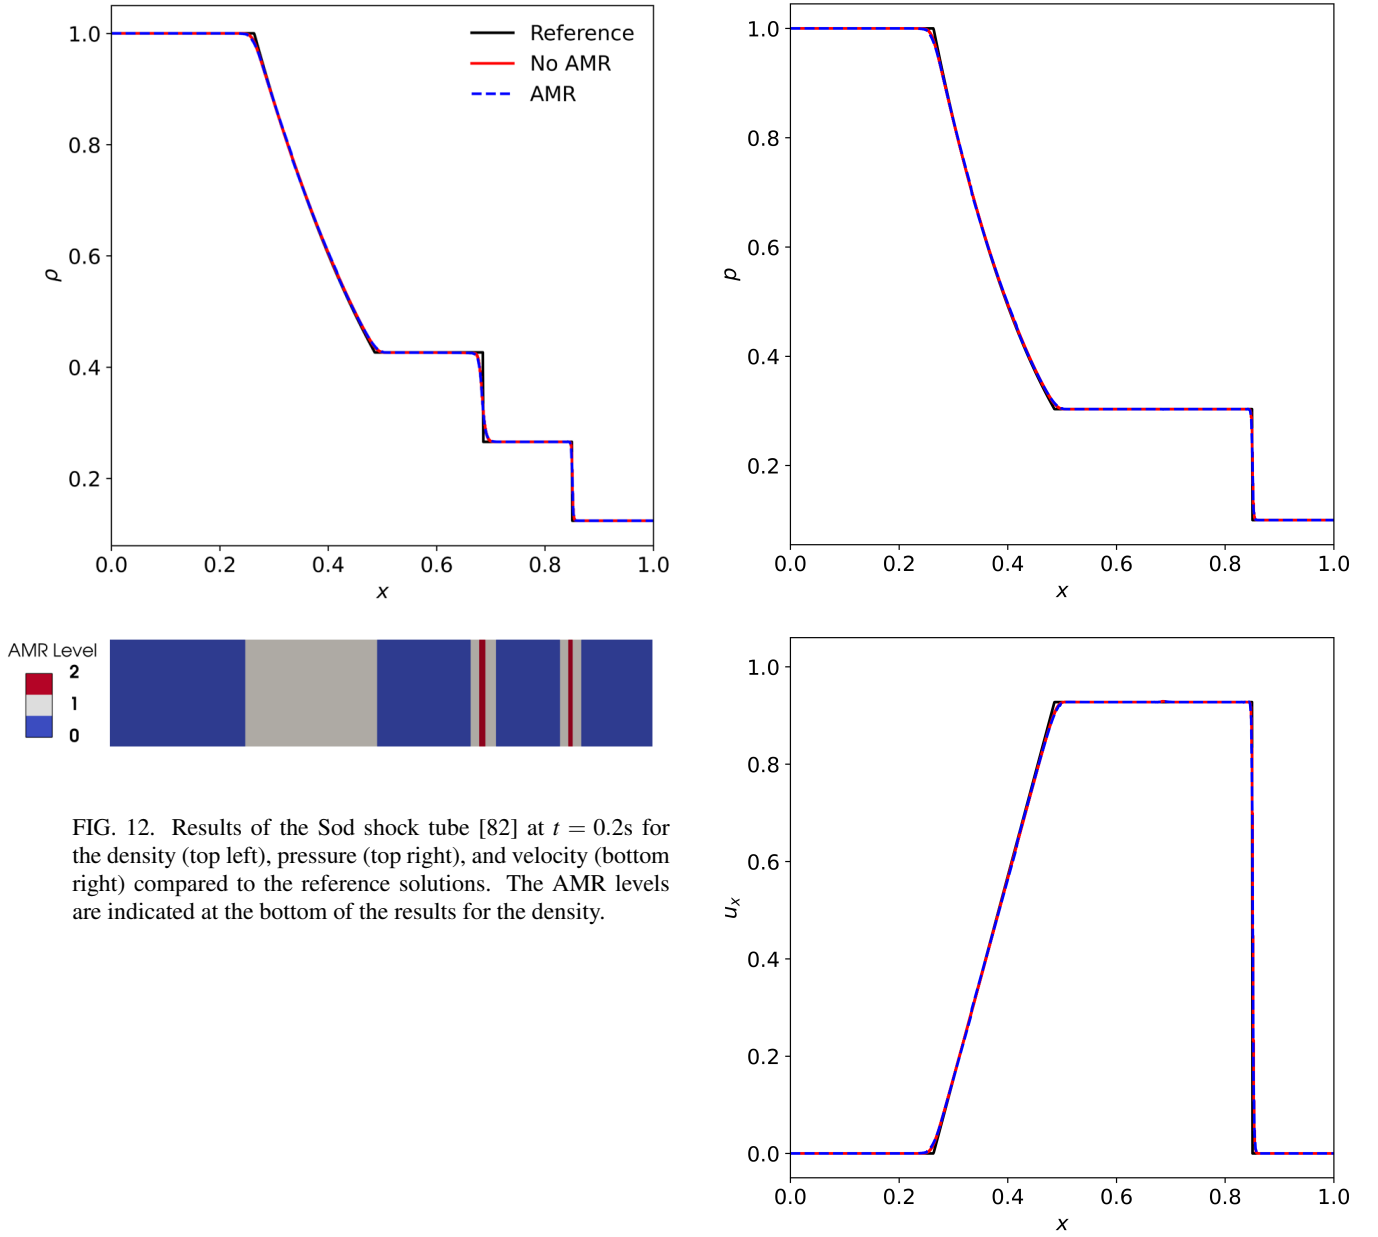 1.0
0.8
0.6
0.4
0.2
ρ
0.0 0.2 0.4 0.6 0.8 1.0
x
Reference
No AMR
AMR
1.0
0.8
0.6
0.4
0.2
p
0.0 0.2 0.4 0.6 0.8 1.0
x
AMR Level
2
1
0
FIG. 12. Results of the Sod shock tube [82] at t = 0.2s for
the density (top left), pressure (top right), and velocity (bottom
right) compared to the reference solutions. The AMR levels
are indicated at the bottom of the results for the density.
1.0
0.8
0.6
0.4
0.2
0.0
uₓ
0.0 0.2 0.4 0.6 0.8 1.0
x